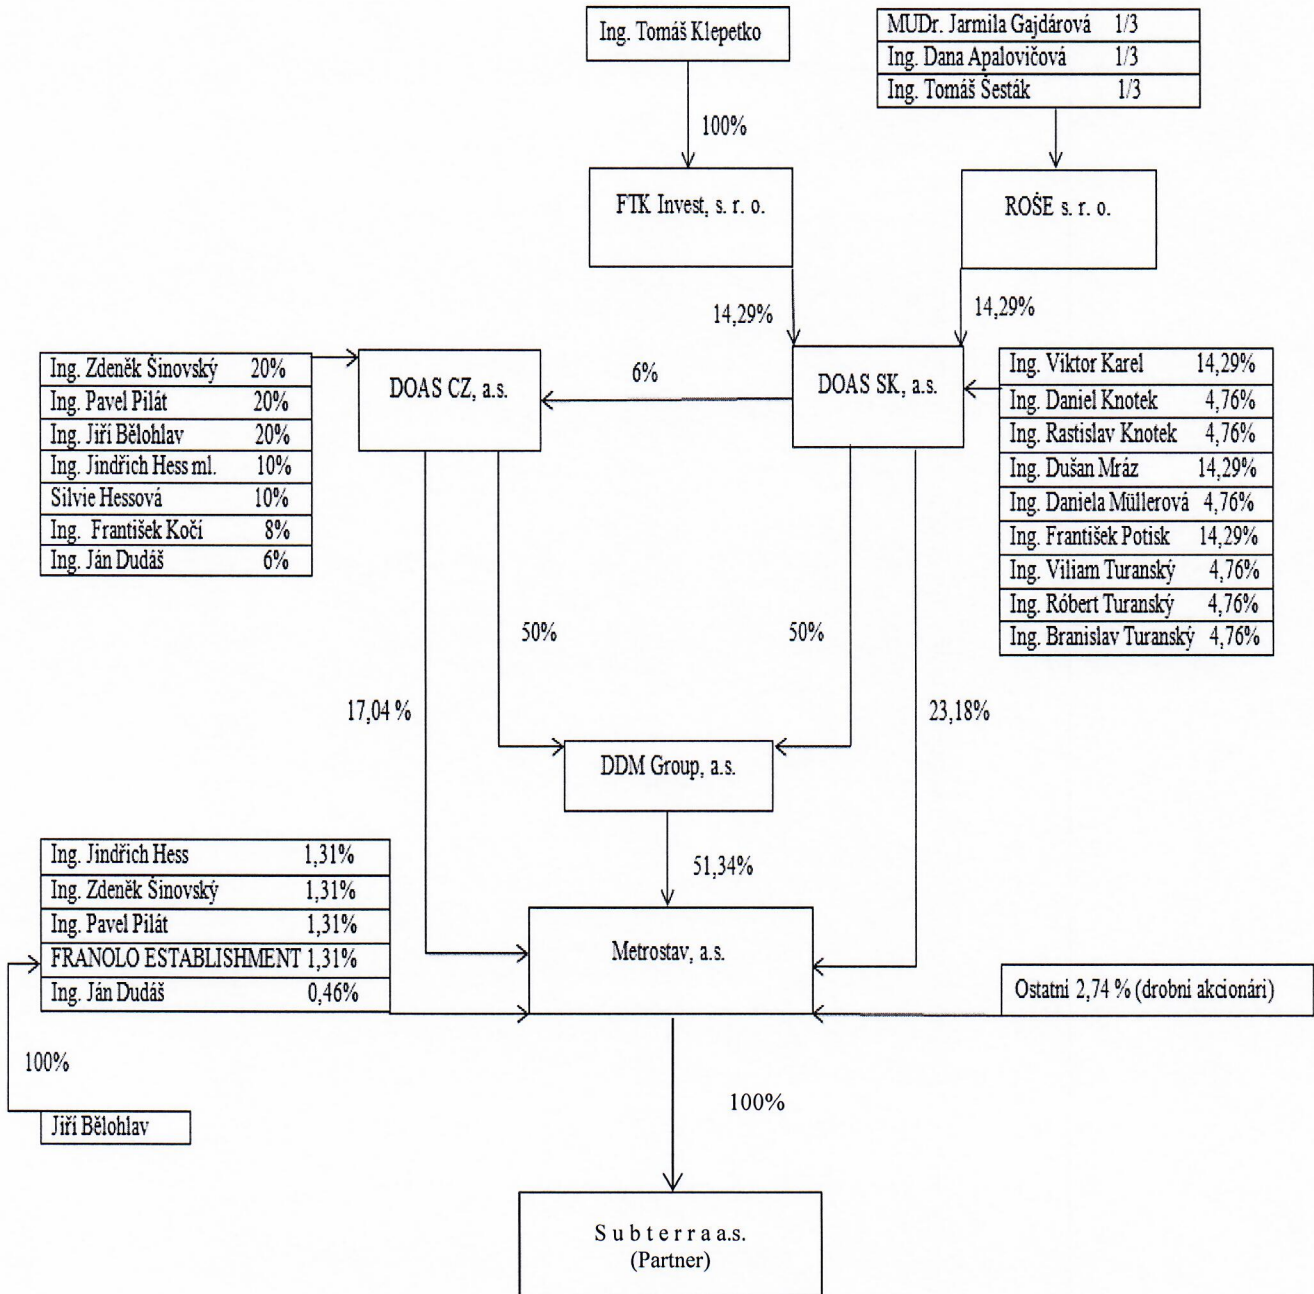 Ing. Tomáš Klepetko
MUDr. Jarmila Gajdárová 1/3
Ing. Dana Apalovičová 1/3
Ing. Tomáš Šesták 1/3
100%
FTK Invest, s. r. o.
ROŠE s. r. o.
14,29%
14,29%
Ing. Zdeněk Šinovský 20%
Ing. Pavel Pilát 20%
Ing. Jiří Bělohlav 20%
Ing. Jindřich Hess ml. 10%
Silvie Hessová 10%
Ing. František Kočí 8%
Ing. Ján Dudáš 6%
DOAS CZ, a.s.
6%
DOAS SK, a.s.
Ing. Viktor Karel 14,29%
Ing. Daniel Knotek 4,76%
Ing. Rastislav Knotek 4,76%
Ing. Dušan Mráz 14,29%
Ing. Daniela Müllerová 4,76%
Ing. František Potisk 14,29%
Ing. Viliam Turanský 4,76%
Ing. Róbert Turanský 4,76%
Ing. Branislav Turanský 4,76%
50%
50%
17,04 %
23,18%
DDM Group, a.s.
51,34%
Ing. Jindřich Hess 1,31%
Ing. Zdeněk Šinovský 1,31%
Ing. Pavel Pilát 1,31%
FRANOLO ESTABLISHMENT 1,31%
Ing. Ján Dudáš 0,46%
Metrostav, a.s.
Ostatní 2,74 % (drobní akcionári)
100%
Jiří Bělohlav
100%
S u b t e r r a a.s.
(Partner)